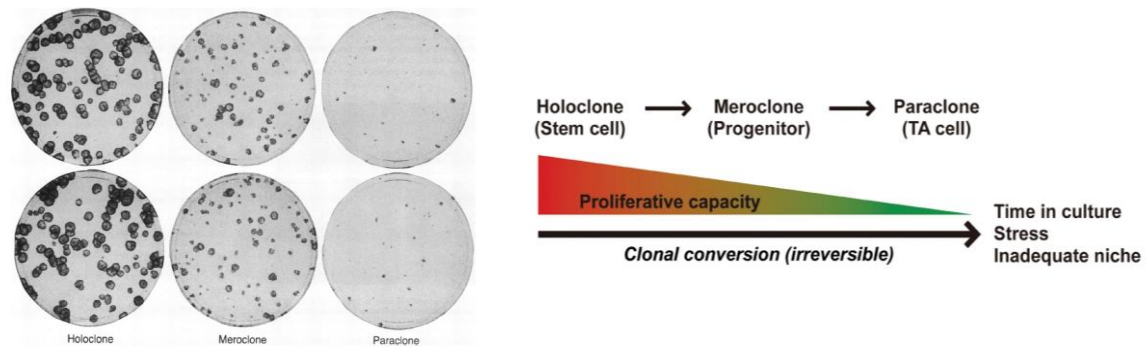 Holoclone
Meroclone
Paraclone
Holoclone
(Stem cell)
Meroclone
(Progenitor)
Paraclone
(TA cell)
Proliferative capacity
Clonal conversion (irreversible)
Time in culture
Stress
Inadequate niche